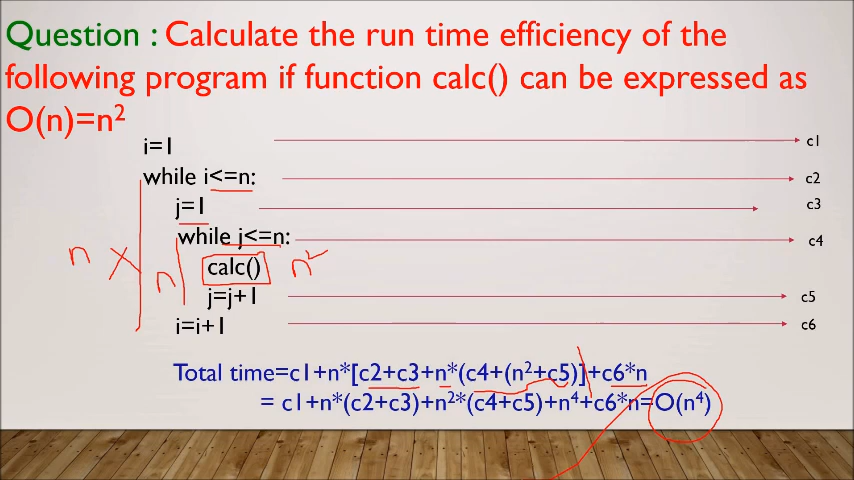 Question : Calculate the run time efficiency of the
following program if function calc() can be expressed as
O(n)=n²
i=1 c1
while i<=n: c2
j=1 c3
while j<=n: c4
n × n calc() n²
j=j+1 c5
i=i+1 c6
Total time=c1+n*[c2+c3+n*(c4+(n²+c5)]+c6*n
= c1+n*(c2+c3)+n²*(c4+c5)+n⁴+c6*n=O(n⁴)